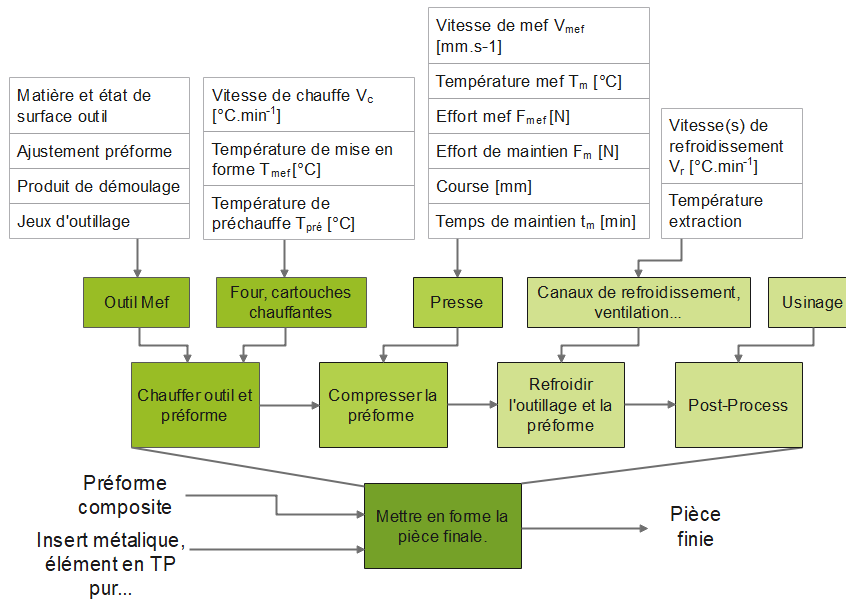 Vitesse de mef Vmef
[mm.s-1]
Température mef Tm [°C]
Effort mef Fmef [N]
Effort de maintien Fm [N]
Course [mm]
Temps de maintien tm [min]
Matière et état de
surface outil
Ajustement préforme
Produit de démoulage
Jeux d'outillage
Vitesse de chauffe Vc
[°C.min-1]
Température de mise en
forme Tmef [°C]
Température de
préchauffe Tpré [°C]
Vitesse(s) de
refroidissement
Vr [°C.min-1]
Température
extraction
Outil Mef
Four, cartouches
chauffantes
Presse
Canaux de refroidissement,
ventilation...
Usinage
Chauffer outil et
préforme
Compresser la
préforme
Refroidir
l'outillage et la
préforme
Post-Process
Préforme
composite
Insert métalique,
élément en TP
pur...
Mettre en forme la
pièce finale.
Pièce
finie